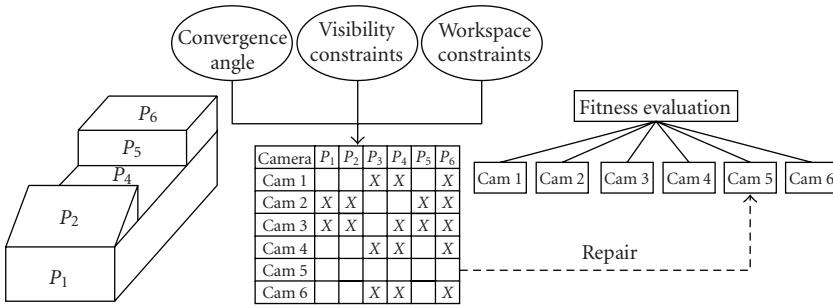 Convergence
angle
Visibility
constraints
Workspace
constraints
P6
P5
P4
P2
P1
Camera P1 P2 P3 P4 P5 P6
Cam 1 X X X
Cam 2 X X X X
Cam 3 X X X X X
Cam 4 X X X
Cam 5
Cam 6 X X X
Fitness evaluation
Cam 1 Cam 2 Cam 3 Cam 4 Cam 5 Cam 6
Repair